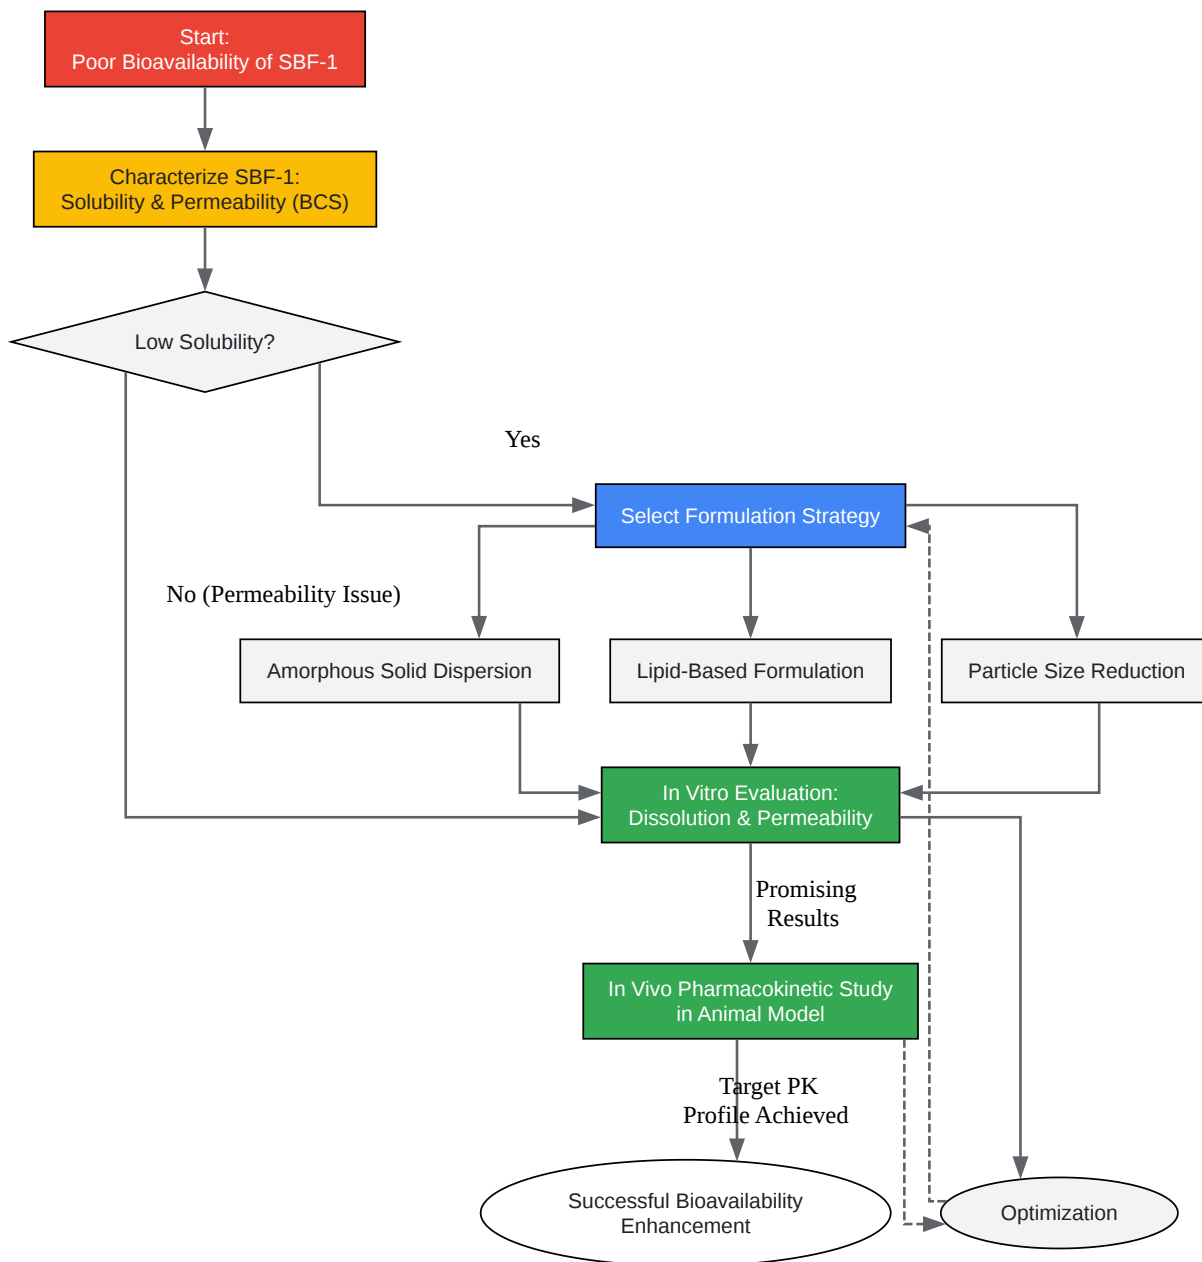 Start:
Poor Bioavailability of SBF-1
Characterize SBF-1:
Solubility & Permeability (BCS)
Low Solubility?
Yes
Select Formulation Strategy
No (Permeability Issue)
Amorphous Solid Dispersion
Lipid-Based Formulation
Particle Size Reduction
In Vitro Evaluation:
Dissolution & Permeability
Promising
Results
In Vivo Pharmacokinetic Study
in Animal Model
Target PK
Profile Achieved
Successful Bioavailability
Enhancement
Optimization